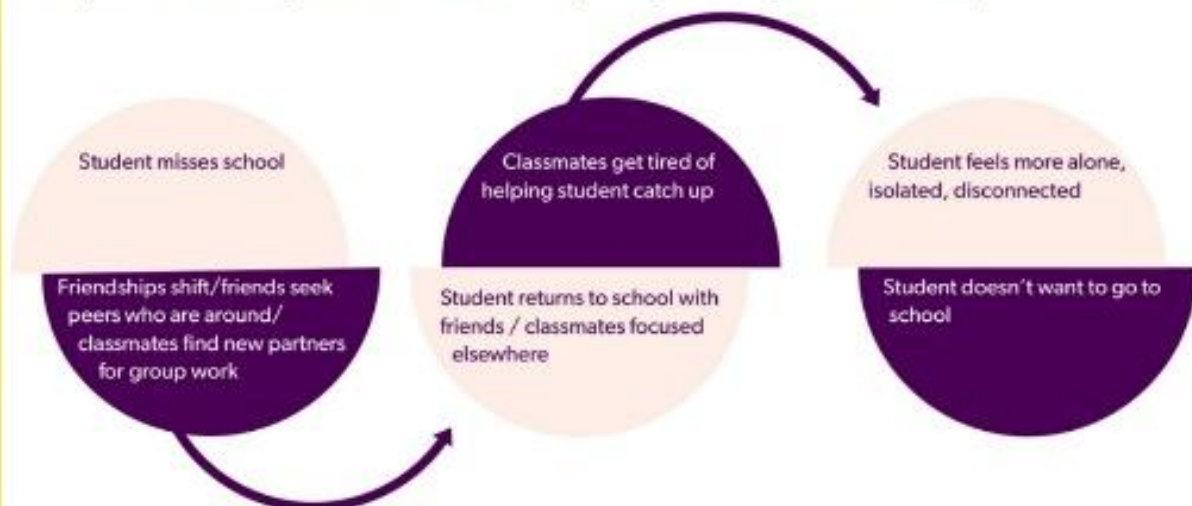 Student misses school
Friendships shift/friends seek
peers who are around/
classmates find new partners
for group work
Student returns to school with
friends / classmates focused
elsewhere
Classmates get tired of
helping student catch up
Student feels more alone,
isolated, disconnected
Student doesn't want to go to
school